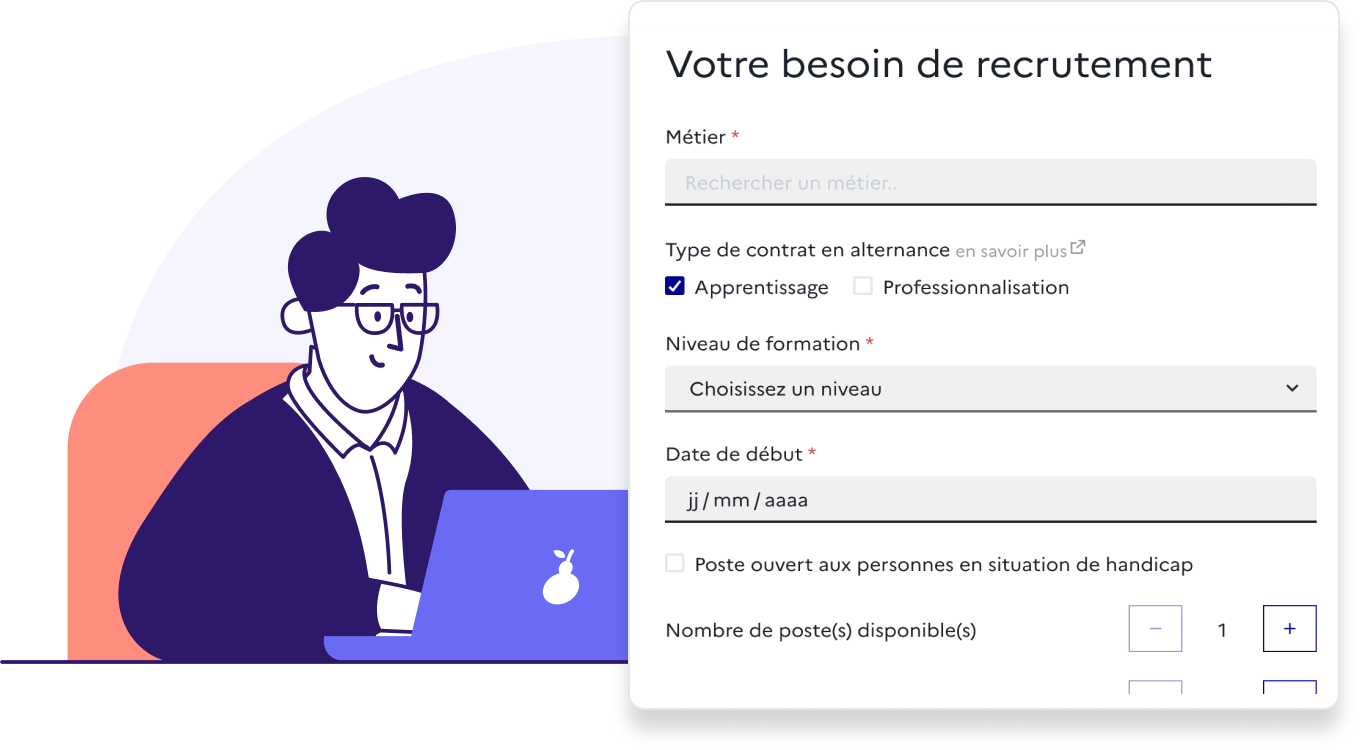 Votre besoin de recrutement
Métier *
Rechercher un métier..
Type de contrat en alternance en savoir plus
Apprentissage Professionnalisation
Niveau de formation *
Choisissez un niveau
Date de début *
jj / mm / aaaa
Poste ouvert aux personnes en situation de handicap
Nombre de poste(s) disponible(s) − 1 +